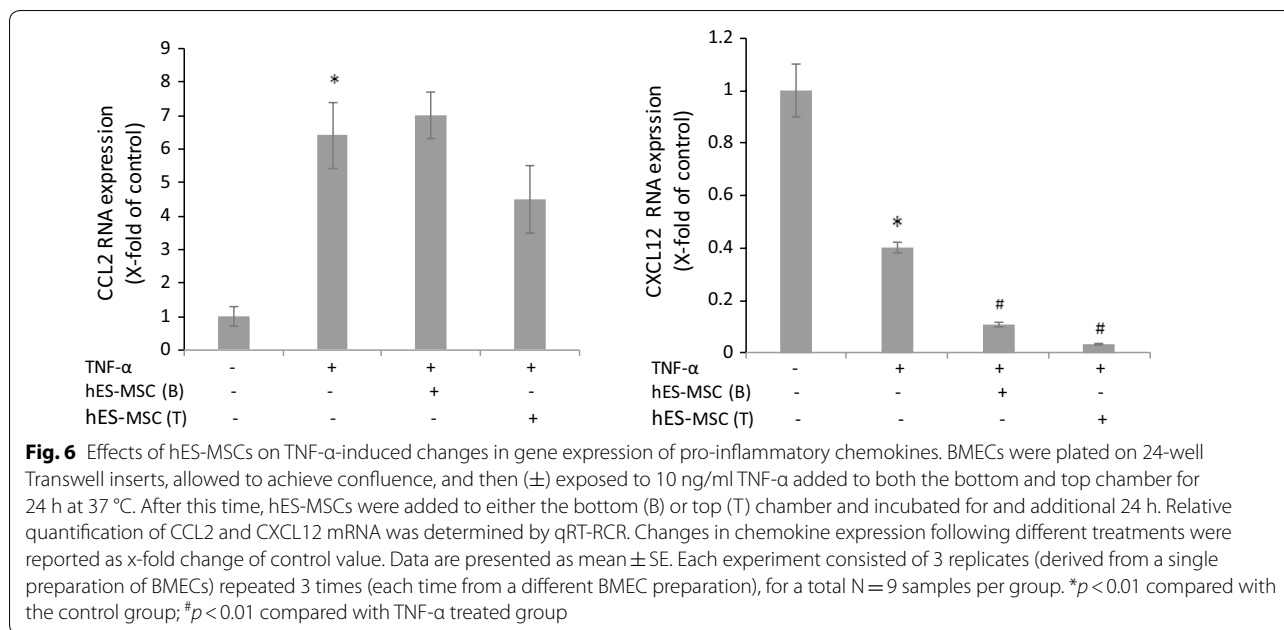 CCL2 RNA expression
(X-fold of control)
9
8
7
6
5
4
3
2
1
0
*
TNF-α - + + +
hES-MSC (B) - - + -
hES-MSC (T) - - - +
CXCL12 RNA exprssion
(X-fold of control)
1.2
1
0.8
0.6
0.4
0.2
0
*
#
#
TNF-α - + + +
hES-MSC (B) - - + -
hES-MSC (T) - - - +
Fig. 6 Effects of hES-MSCs on TNF-α-induced changes in gene expression of pro-inflammatory chemokines. BMECs were plated on 24-well
Transwell inserts, allowed to achieve confluence, and then (±) exposed to 10 ng/ml TNF-α added to both the bottom and top chamber for
24 h at 37 °C. After this time, hES-MSCs were added to either the bottom (B) or top (T) chamber and incubated for and additional 24 h. Relative
quantification of CCL2 and CXCL12 mRNA was determined by qRT-RCR. Changes in chemokine expression following different treatments were
reported as x-fold change of control value. Data are presented as mean ± SE. Each experiment consisted of 3 replicates (derived from a single
preparation of BMECs) repeated 3 times (each time from a different BMEC preparation), for a total N = 9 samples per group. *p < 0.01 compared with
the control group; #p < 0.01 compared with TNF-α treated group